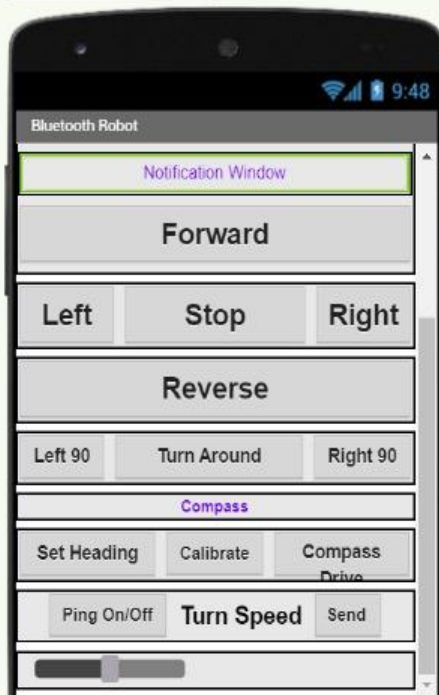 9:48
Bluetooth Robot
Notification Window
Forward
Left Stop Right
Reverse
Left 90 Turn Around Right 90
Compass
Set Heading Calibrate Compass
Drive
Ping On/Off Turn Speed Send